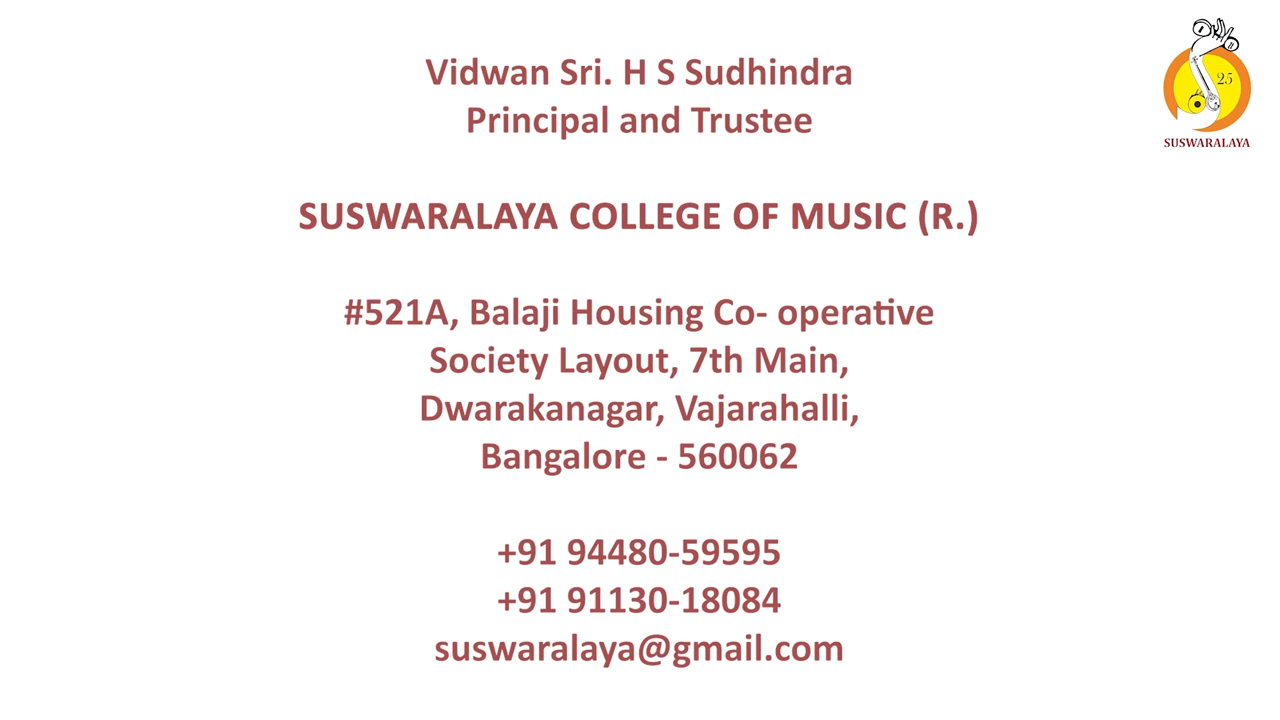 Vidwan Sri. H S Sudhindra
Principal and Trustee
SUSWARALAYA COLLEGE OF MUSIC (R.)
#521A, Balaji Housing Co- operative
Society Layout, 7th Main,
Dwarakanagar, Vajarahalli,
Bangalore - 560062
+91 94480-59595
+91 91130-18084
suswaralaya@gmail.com
25
SUSWARALAYA